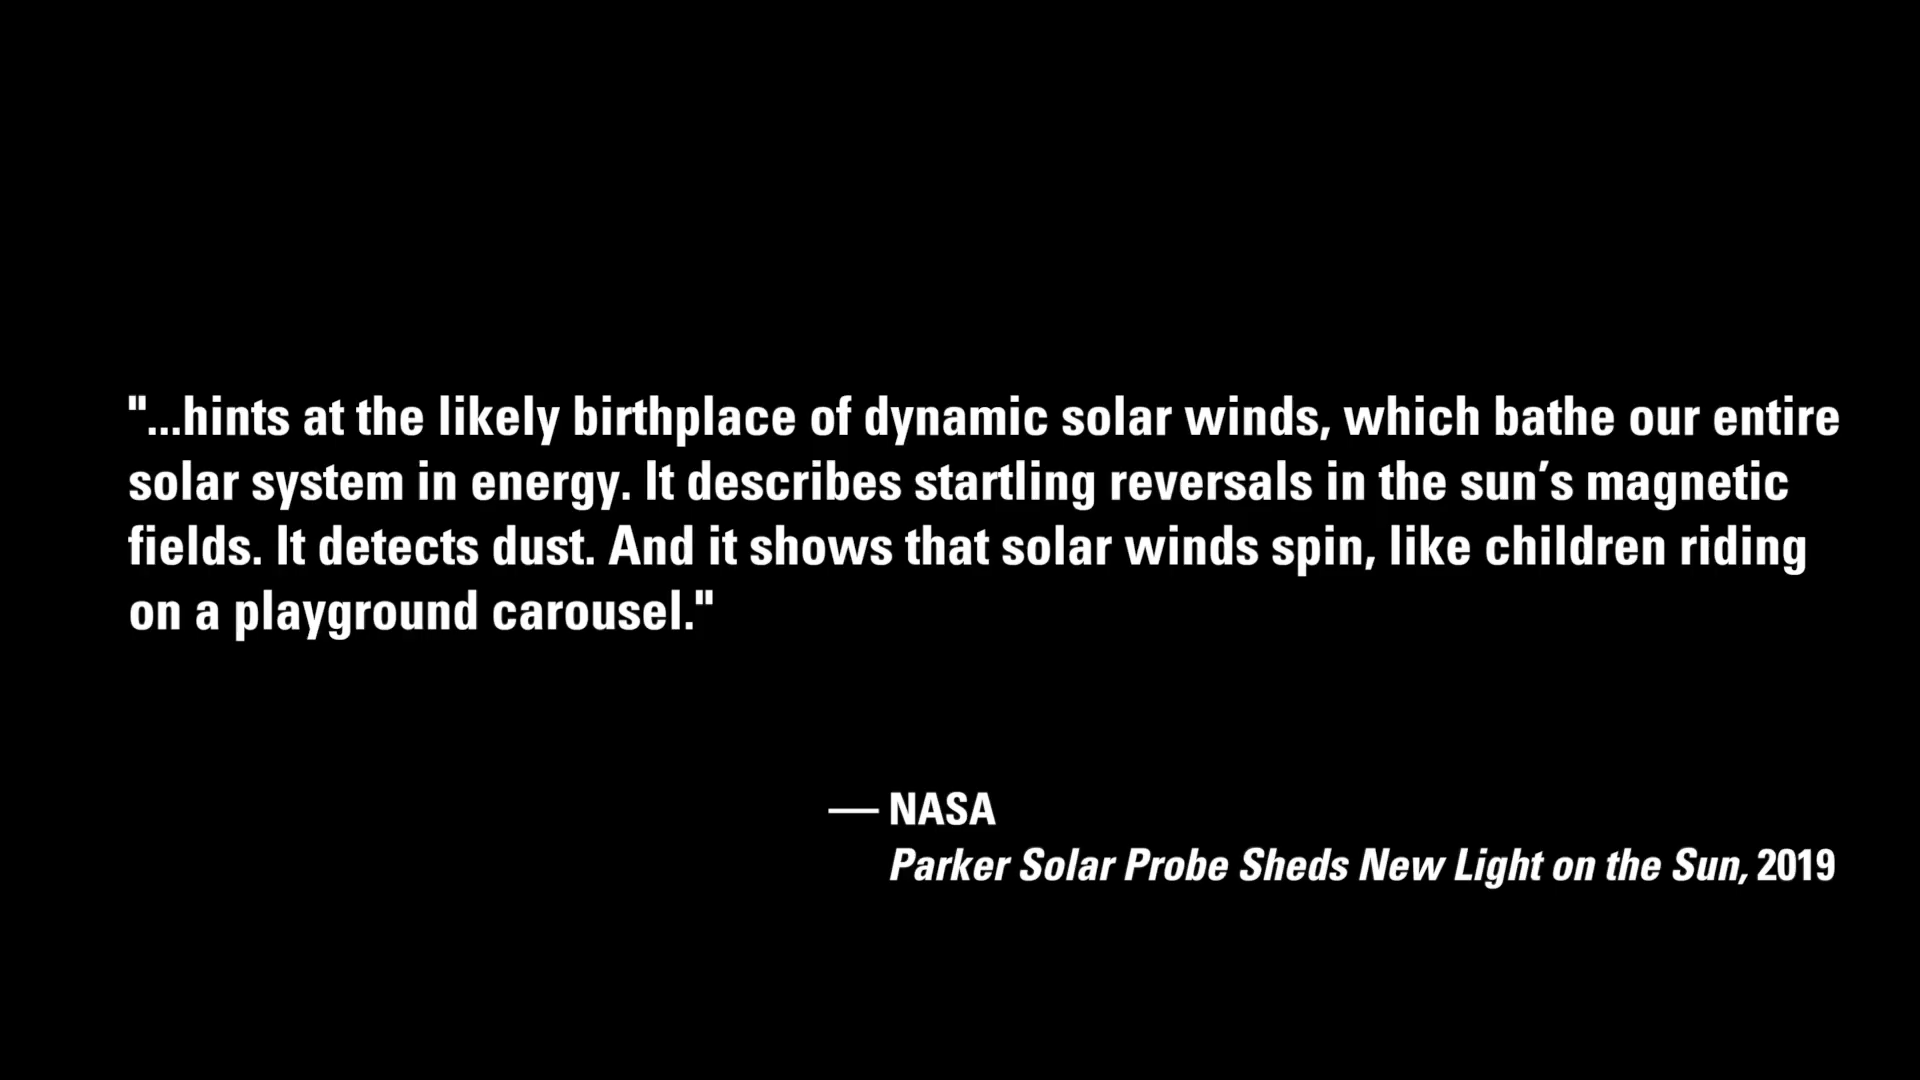 "...hints at the likely birthplace of dynamic solar winds, which bathe our entire
solar system in energy. It describes startling reversals in the sun’s magnetic
fields. It detects dust. And it shows that solar winds spin, like children riding
on a playground carousel."
— NASA
Parker Solar Probe Sheds New Light on the Sun, 2019